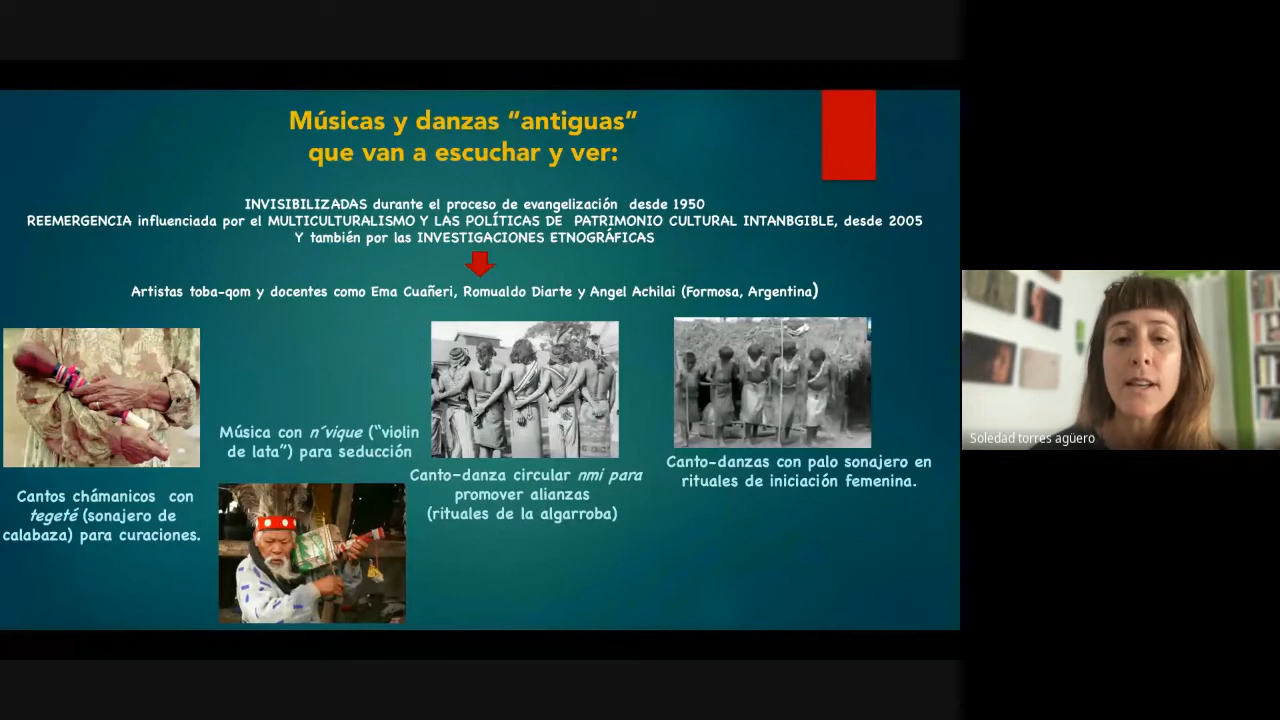 Músicas y danzas “antiguas”
que van a escuchar y ver:
INVISIBILIZADAS durante el proceso de evangelización desde 1950
REEMERGENCIA influenciada por el MULTICULTURALISMO Y LAS POLÍTICAS DE PATRIMONIO CULTURAL INTANBGIBLE, desde 2005
Y también por las INVESTIGACIONES ETNOGRÁFICAS
Artistas toba-qom y docentes como Ema Cuañeri, Romualdo Diarte y Angel Achilai (Formosa, Argentina)
Cantos chámanicos con
tegeté (sonajero de
calabaza) para curaciones.
Música con n´vique (“violin
de lata”) para seducción
Canto-danza circular nmi para
promover alianzas
(rituales de la algarroba)
Canto-danzas con palo sonajero en
rituales de iniciación femenina.
Soledad torres agüero